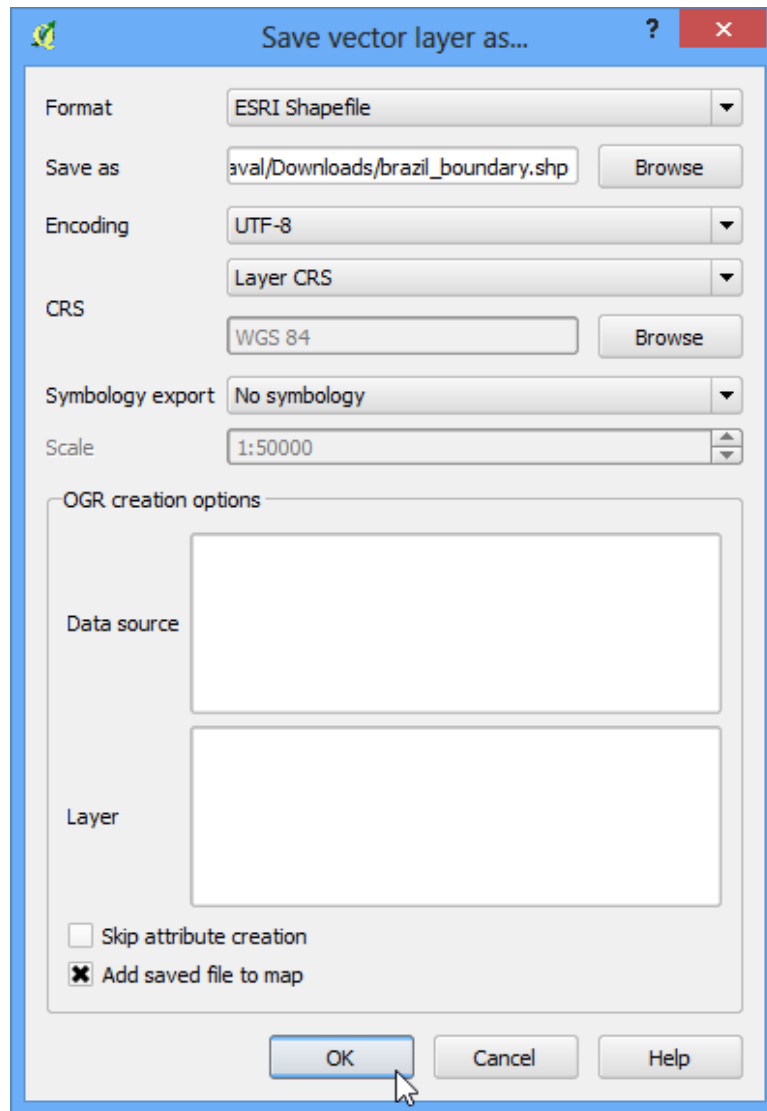 Save vector layer as...
?
×
Format
ESRI Shapefile
Save as
aval/Downloads/brazil_boundary.shp
Browse
Encoding
UTF-8
CRS
Layer CRS
WGS 84
Browse
Symbology export
No symbology
Scale
1:50000
OGR creation options
Data source
Layer
Skip attribute creation
Add saved file to map
OK
Cancel
Help